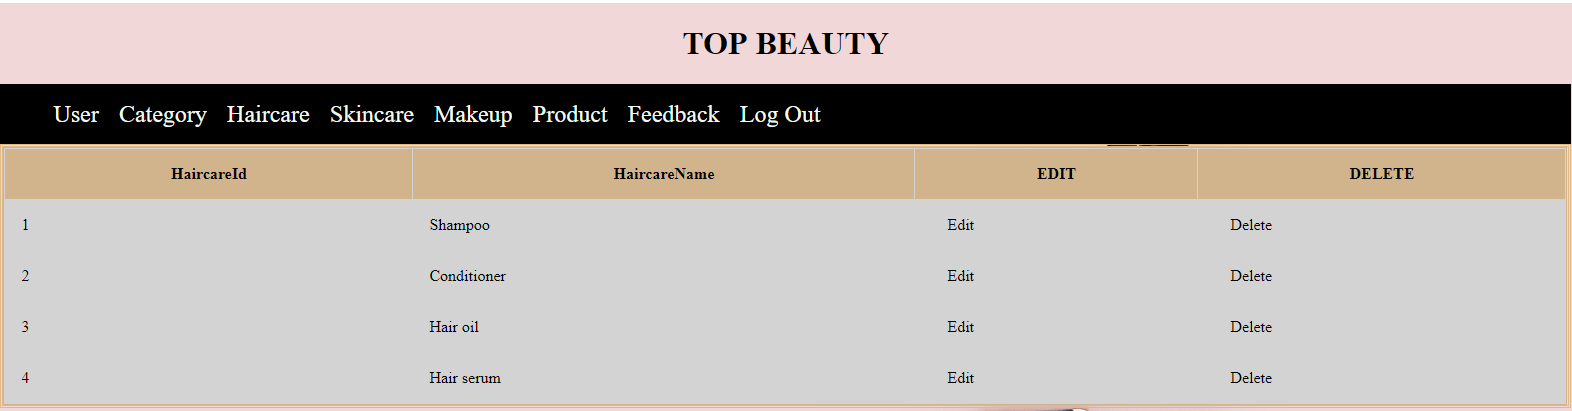 TOP BEAUTY
User Category Haircare Skincare Makeup Product Feedback Log Out
HaircareId HaircareName EDIT DELETE
1 Shampoo Edit Delete
2 Conditioner Edit Delete
3 Hair oil Edit Delete
4 Hair serum Edit Delete